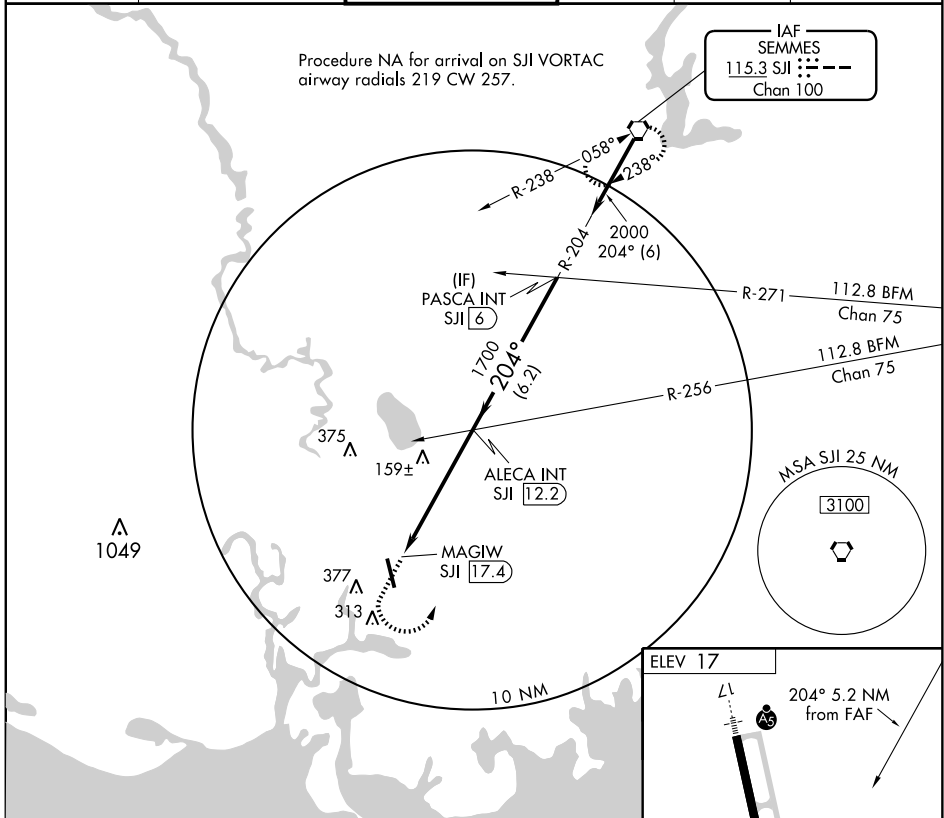 Procedure NA for arrival on SJI VORTAC
airway radials 219 CW 257.
IAF
SEMMES
115.3 SJI
Chan 100
R-238
058°
238°
2000
204° (6)
R-204
(IF)
PASCA INT
SJI 6
R-271
112.8 BFM
Chan 75
1700
204°
(6.2)
112.8 BFM
Chan 75
R-256
375
159±
ALECA INT
SJI 12.2
MSA SJI 25 NM
3100
1049
MAGIW
SJI 17.4
377
313
10 NM
ELEV 17
17
A5
204° 5.2 NM
from FAF